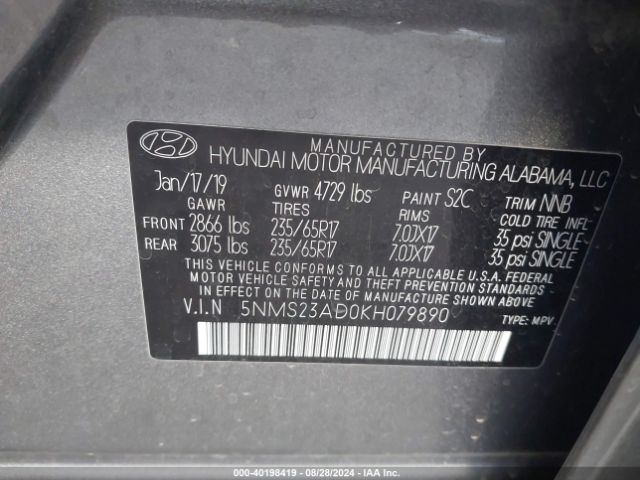 MANUFACTURED BY
HYUNDAI MOTOR MANUFACTURING ALABAMA, LLC
Jan/17/19 GVWR 4729 lbs PAINT S2C TRIM NNB
GAWR TIRES RIMS COLD TIRE INFL
FRONT 2866 lbs 235/65R17 7.0JX17 35 psi SINGLE
REAR 3075 lbs 235/65R17 7.0JX17 35 psi SINGLE
THIS VEHICLE CONFORMS TO ALL APPLICABLE U.S.A. FEDERAL
MOTOR VEHICLE SAFETY AND THEFT PREVENTION STANDARDS
IN EFFECT ON THE DATE OF MANUFACTURE SHOWN ABOVE
V.I.N 5NMS23AD0KH079890 TYPE: MPV
000-40198419 - 08/28/2024 - IAAI.COM